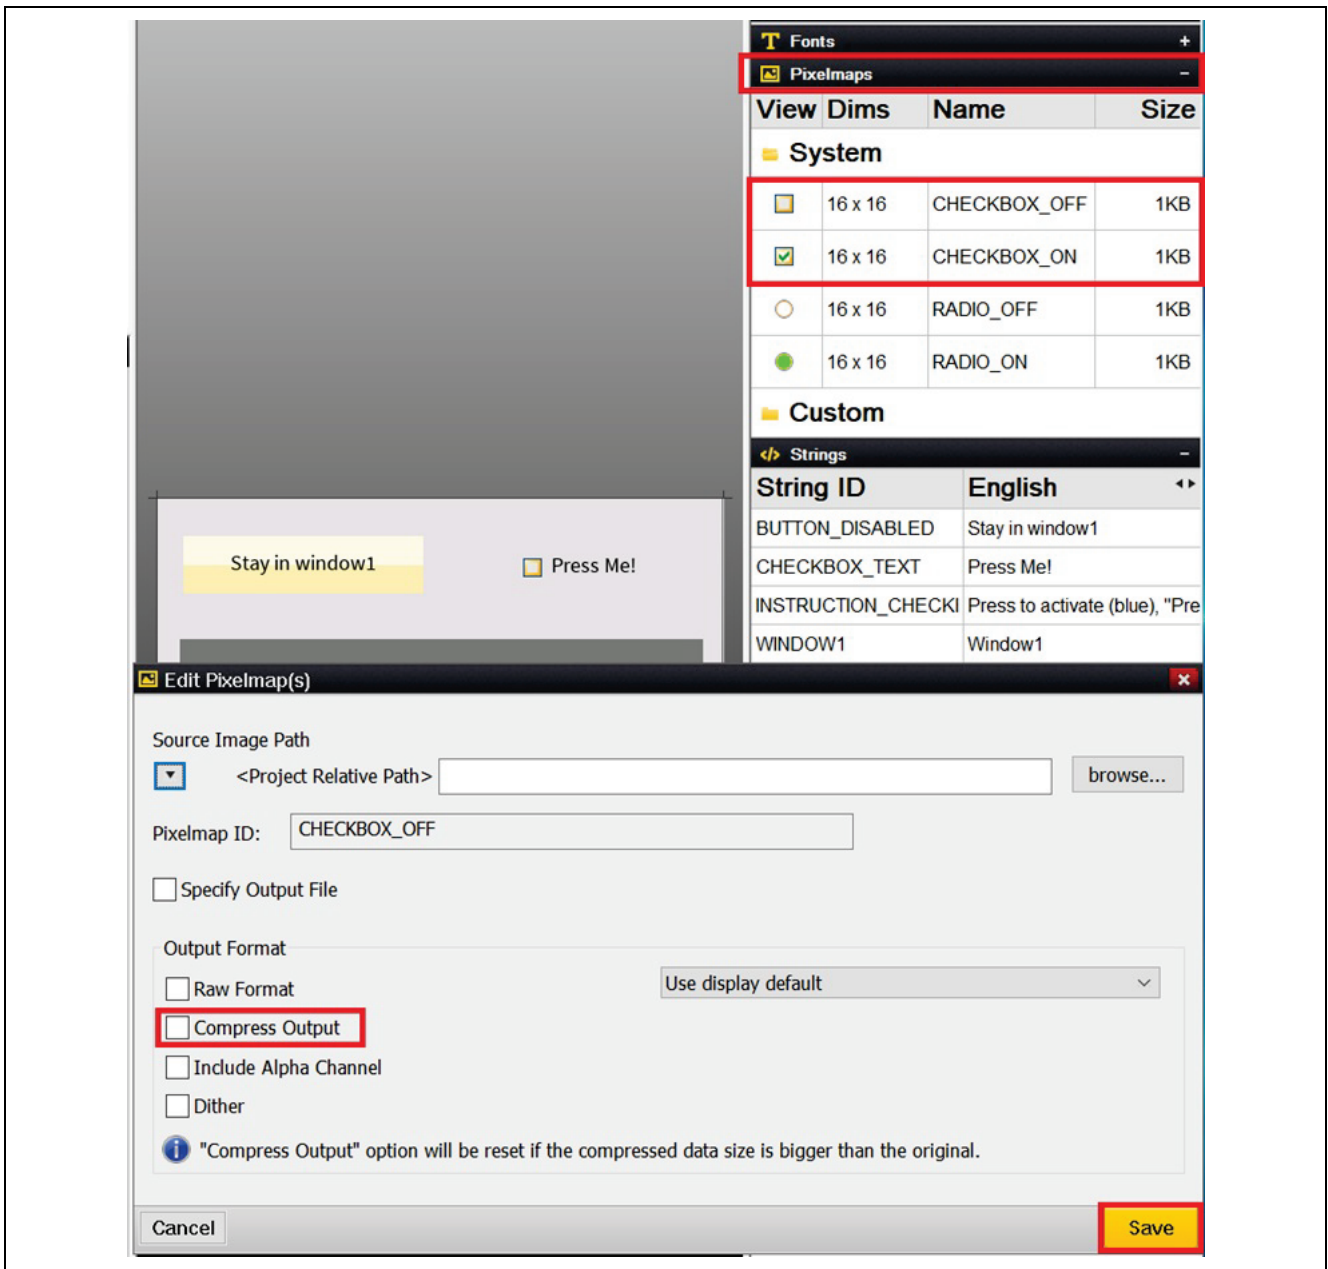 Fonts +
Pixelmaps −
View Dims Name Size
System
16 x 16 CHECKBOX_OFF 1KB
16 x 16 CHECKBOX_ON 1KB
16 x 16 RADIO_OFF 1KB
16 x 16 RADIO_ON 1KB
Custom
</> Strings −
String ID English
BUTTON_DISABLED Stay in window1
CHECKBOX_TEXT Press Me!
INSTRUCTION_CHECKI Press to activate (blue), "Pre
WINDOW1 Window1
Stay in window1 Press Me!
Edit Pixelmap(s)
Source Image Path
<Project Relative Path> browse...
Pixelmap ID: CHECKBOX_OFF
Specify Output File
Output Format
Raw Format Use display default
Compress Output
Include Alpha Channel
Dither
"Compress Output" option will be reset if the compressed data size is bigger than the original.
Cancel Save